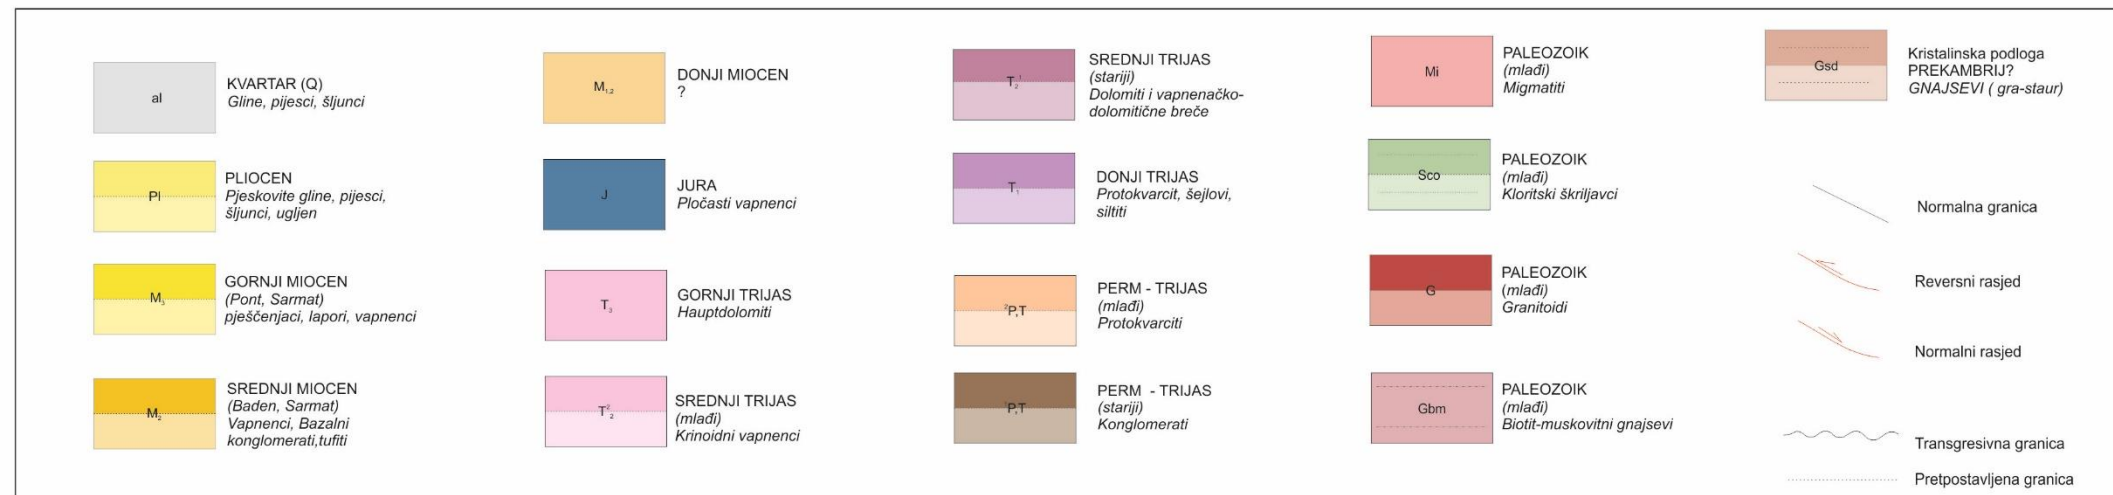 al
KVARTAR (Q)
Gline, pijesci, šljunci
Pl
PLIOCEN
Pjeskovite gline, pijesci,
šljunci, ugljen
M₃
GORNJI MIOCEN
(Pont, Sarmat)
pješčenjaci, lapori, vapnenci
M₂
SREDNJI MIOCEN
(Baden, Sarmat)
Vapnenci, Bazalni
konglomerati,tufiti
M₁,₂
DONJI MIOCEN
?
J
JURA
Pločasti vapnenci
T₃
GORNJI TRIJAS
Hauptdolomiti
T₂²
SREDNJI TRIJAS
(mlađi)
Krinoidni vapnenci
T₂¹
SREDNJI TRIJAS
(stariji)
Dolomiti i vapnenačko-
dolomitične breče
T₁
DONJI TRIJAS
Protokvarcit, šejlovi,
siltiti
²P,T
PERM - TRIJAS
(mlađi)
Protokvarciti
¹P,T
PERM - TRIJAS
(stariji)
Konglomerati
Mi
PALEOZOIK
(mlađi)
Migmatiti
Sco
PALEOZOIK
(mlađi)
Kloritski škriljavci
G
PALEOZOIK
(mlađi)
Granitoidi
Gbm
PALEOZOIK
(mlađi)
Biotit-muskovitni gnajsevi
Gsd
Kristalinska podloga
PREKAMBRIJ?
GNAJSEVI ( gra-staur)
Normalna granica
Reversni rasjed
Normalni rasjed
Transgresivna granica
Pretpostavljena granica